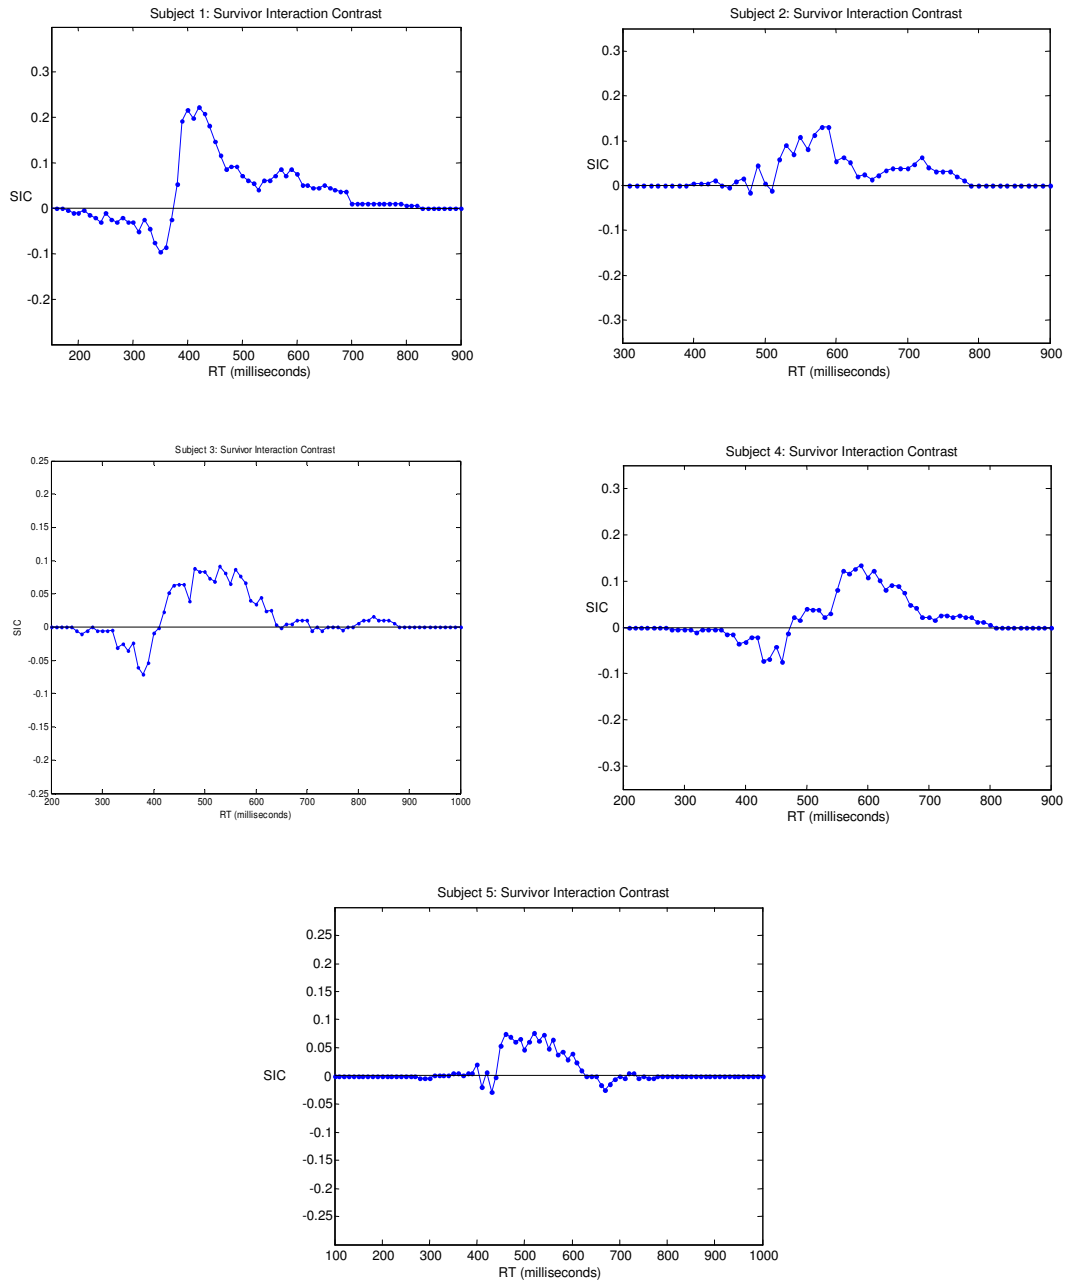 Subject 1: Survivor Interaction Contrast
0.3
0.2
0.1
SIC
0
-0.1
-0.2
200 300 400 500 600 700 800 900
RT (milliseconds)
Subject 2: Survivor Interaction Contrast
0.3
0.2
0.1
SIC
0
-0.1
-0.2
-0.3
300 400 500 600 700 800 900
RT (milliseconds)
Subject 3: Survivor Interaction Contrast
0.25
0.2
0.15
0.1
0.05
SIC
0
-0.05
-0.1
-0.15
-0.2
-0.25
200 300 400 500 600 700 800 900 1000
RT (milliseconds)
Subject 4: Survivor Interaction Contrast
0.3
0.2
0.1
SIC
0
-0.1
-0.2
-0.3
200 300 400 500 600 700 800 900
RT (milliseconds)
Subject 5: Survivor Interaction Contrast
0.25
0.2
0.15
0.1
0.05
SIC
0
-0.05
-0.1
-0.15
-0.2
-0.25
100 200 300 400 500 600 700 800 900 1000
RT (milliseconds)